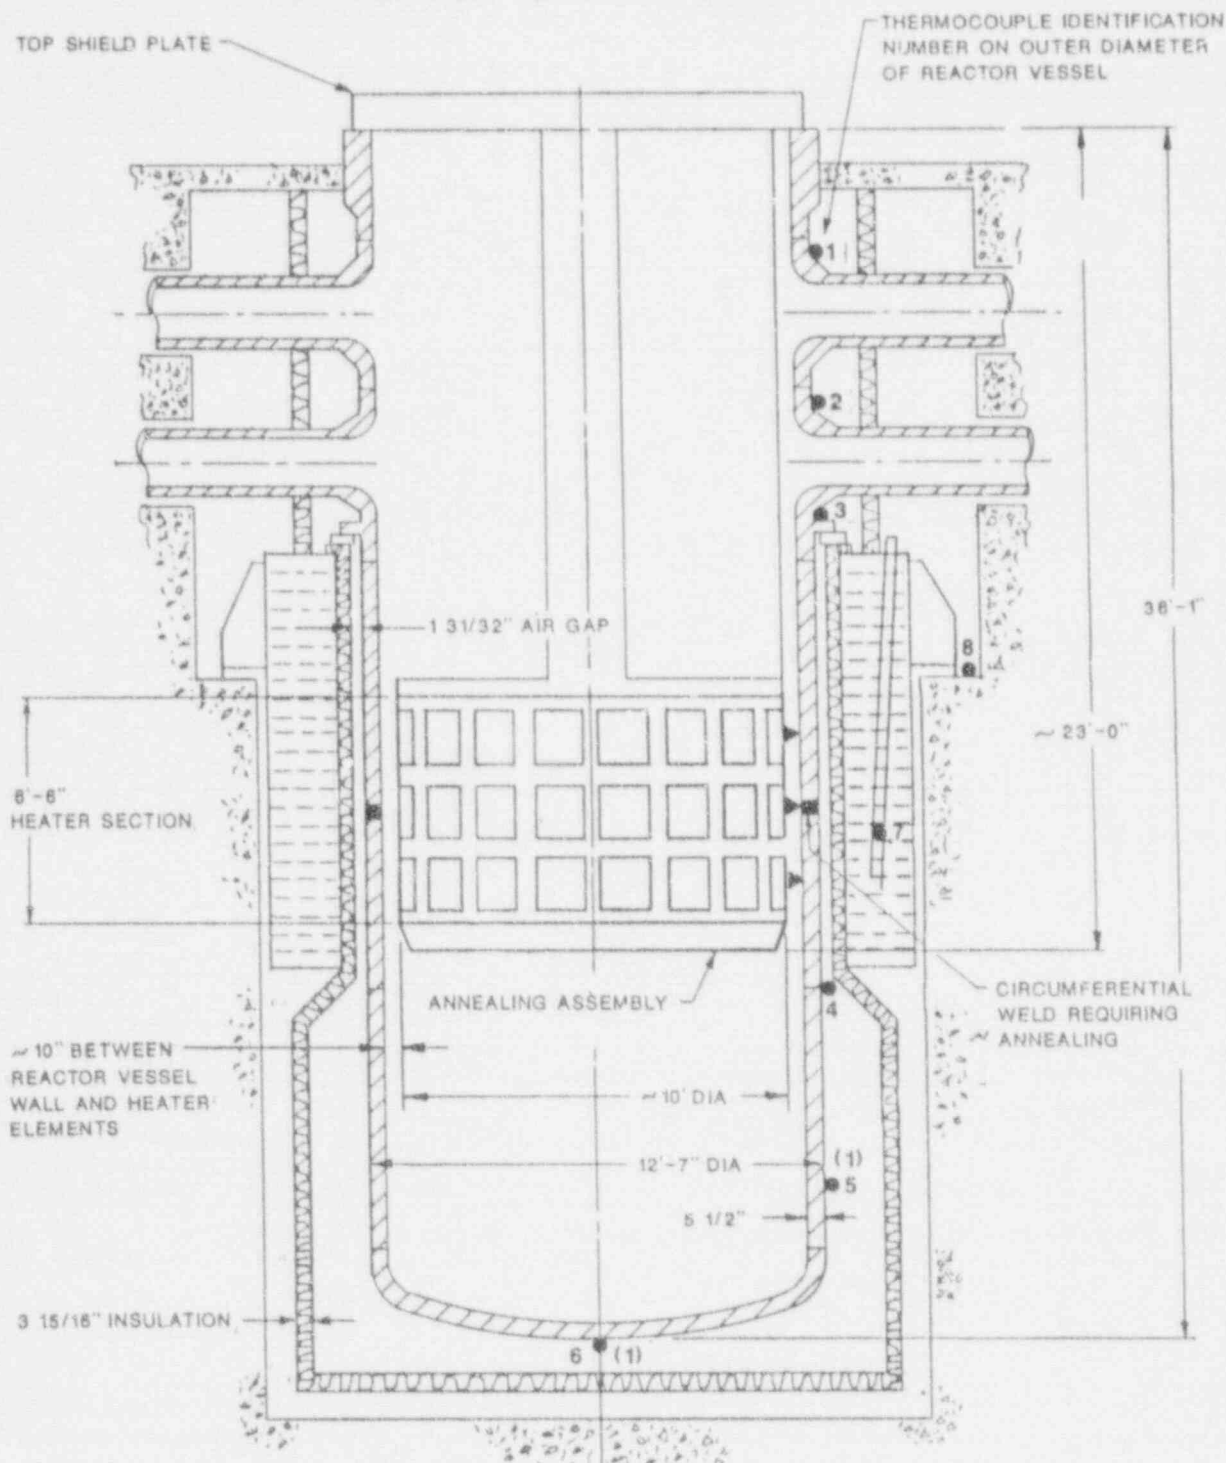 TOP SHIELD PLATE
THERMOCOUPLE IDENTIFICATION
NUMBER ON OUTER DIAMETER
OF REACTOR VESSEL
1
2
3
1 31/32" AIR GAP
36'-1"
8
~ 23'-0"
6'-6"
HEATER SECTION
7
ANNEALING ASSEMBLY
4
CIRCUMFERENTIAL
WELD REQUIRING
ANNEALING
~ 10" BETWEEN
REACTOR VESSEL
WALL AND HEATER
ELEMENTS
~ 10' DIA
12'-7" DIA
(1)
5
5 1/2"
3 15/16" INSULATION
6 (1)